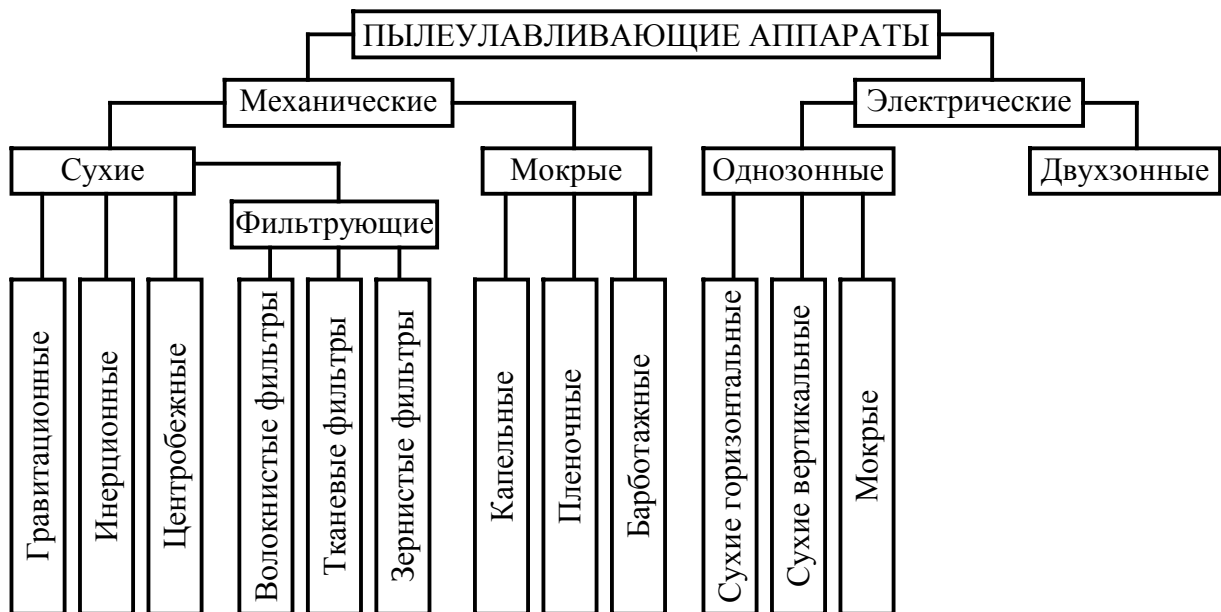 ПЫЛЕУЛАВЛИВАЮЩИЕ АППАРАТЫ
Механические
Электрические
Сухие
Мокрые
Однозонные
Двухзонные
Фильтрующие
Гравитационные
Инерционные
Центробежные
Волокнистые фильтры
Тканевые фильтры
Зернистые фильтры
Капельные
Пленочные
Барботажные
Сухие горизонтальные
Сухие вертикальные
Мокрые